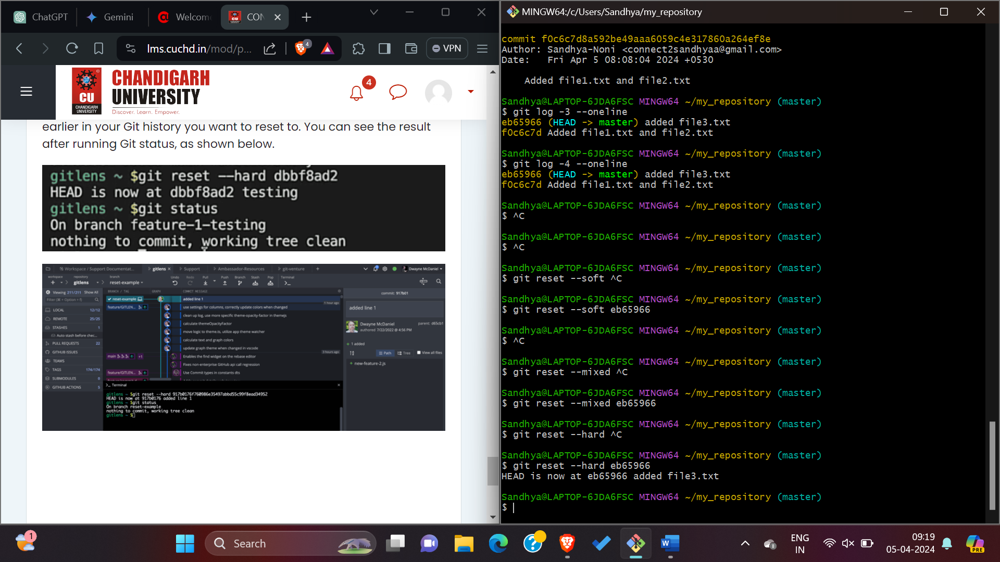 ChatGPT
Gemini
Welcom
CON
lms.cuchd.in/mod/p...
4
VPN
CU
CHANDIGARH
UNIVERSITY
CHANDIGARH
UNIVERSITY
Discover. Learn. Empower.
4
earlier in your Git history you want to reset to. You can see the result
after running Git status, as shown below.
gitlens ~ $git reset --hard dbbf8ad2
HEAD is now at dbbf8ad2 testing
gitlens ~ $git status
On branch feature-1-testing
nothing to commit, working tree clean
Workspace / Support Documentat...
gitlens
Support
Ambassador-Resources
git-venture
Dwayne McDaniel
workspace
repository
gitlens
branch
reset-example
Undo
Redo
Pull
Push
Branch
Stash
Pop
Terminal
Viewing 211/211 Show All
Filter (⌘ + Option + f)
LOCAL 12/12
REMOTE 25/25
STASHES 1
Auto stash before chec...
PULL REQUESTS 22
GITHUB ISSUES
TEAMS
TAGS 174/174
SUBMODULES 0
GITHUB ACTIONS 5
BRANCH / TAG
GRAPH
COMMIT MESSAGE
reset-example
added line 1
1 hour ago
feature/GITLEN...
use settings for columns, correctly update colors when changed
clean up log, use more specific theme-opacity-factor in themejs
calculate themeOpacityFactor
move logic to theme.ts, utilize app theme watcher
calculate text and graph colors
update graph theme when changed in vscode
3 hours ago
main
+1
Enables the find widget on the rebase editor
Fixes non-enterprise GitHub api call regression
feature/GITLEN...
Use Commit types in constants dts
commit: 917b01
added line 1
Dwayne McDaniel
authored 7/22/2022 @ 4:56 PM
parent: d65cb1
+ 1 added
Path
Tree
View all files
+ new-feature-2.js
>_ Terminal
gitlens ~ $git reset --hard 917b0176f760986e35497abbd55c99f8ead34952
HEAD is now at 917b0176 added line 1
gitlens ~ $git status
On branch reset-example
nothing to commit, working tree clean
gitlens ~ $
MINGW64:/c/Users/Sandhya/my_repository
commit f0c6c7d8a592be49aaa6059c4e317860a264ef8e
Author: Sandhya-Noni <connect2sandhyaa@gmail.com>
Date:   Fri Apr 5 08:08:04 2024 +0530
Added file1.txt and file2.txt
Sandhya@LAPTOP-6JDA6FSC MINGW64 ~/my_repository (master)
$ git log -3 --oneline
eb65966 (HEAD -> master) added file3.txt
f0c6c7d Added file1.txt and file2.txt
Sandhya@LAPTOP-6JDA6FSC MINGW64 ~/my_repository (master)
$ git log -4 --oneline
eb65966 (HEAD -> master) added file3.txt
f0c6c7d Added file1.txt and file2.txt
Sandhya@LAPTOP-6JDA6FSC MINGW64 ~/my_repository (master)
$ ^C
Sandhya@LAPTOP-6JDA6FSC MINGW64 ~/my_repository (master)
$ ^C
Sandhya@LAPTOP-6JDA6FSC MINGW64 ~/my_repository (master)
$ git reset --soft ^C
Sandhya@LAPTOP-6JDA6FSC MINGW64 ~/my_repository (master)
$ git reset --soft eb65966
Sandhya@LAPTOP-6JDA6FSC MINGW64 ~/my_repository (master)
$ ^C
Sandhya@LAPTOP-6JDA6FSC MINGW64 ~/my_repository (master)
$ git reset --mixed ^C
Sandhya@LAPTOP-6JDA6FSC MINGW64 ~/my_repository (master)
$ git reset --mixed eb65966
Sandhya@LAPTOP-6JDA6FSC MINGW64 ~/my_repository (master)
$ git reset --hard ^C
Sandhya@LAPTOP-6JDA6FSC MINGW64 ~/my_repository (master)
$ git reset --hard eb65966
HEAD is now at eb65966 added file3.txt
Sandhya@LAPTOP-6JDA6FSC MINGW64 ~/my_repository (master)
$
1
Search
W
ENG
IN
09:19
05-04-2024
PRE